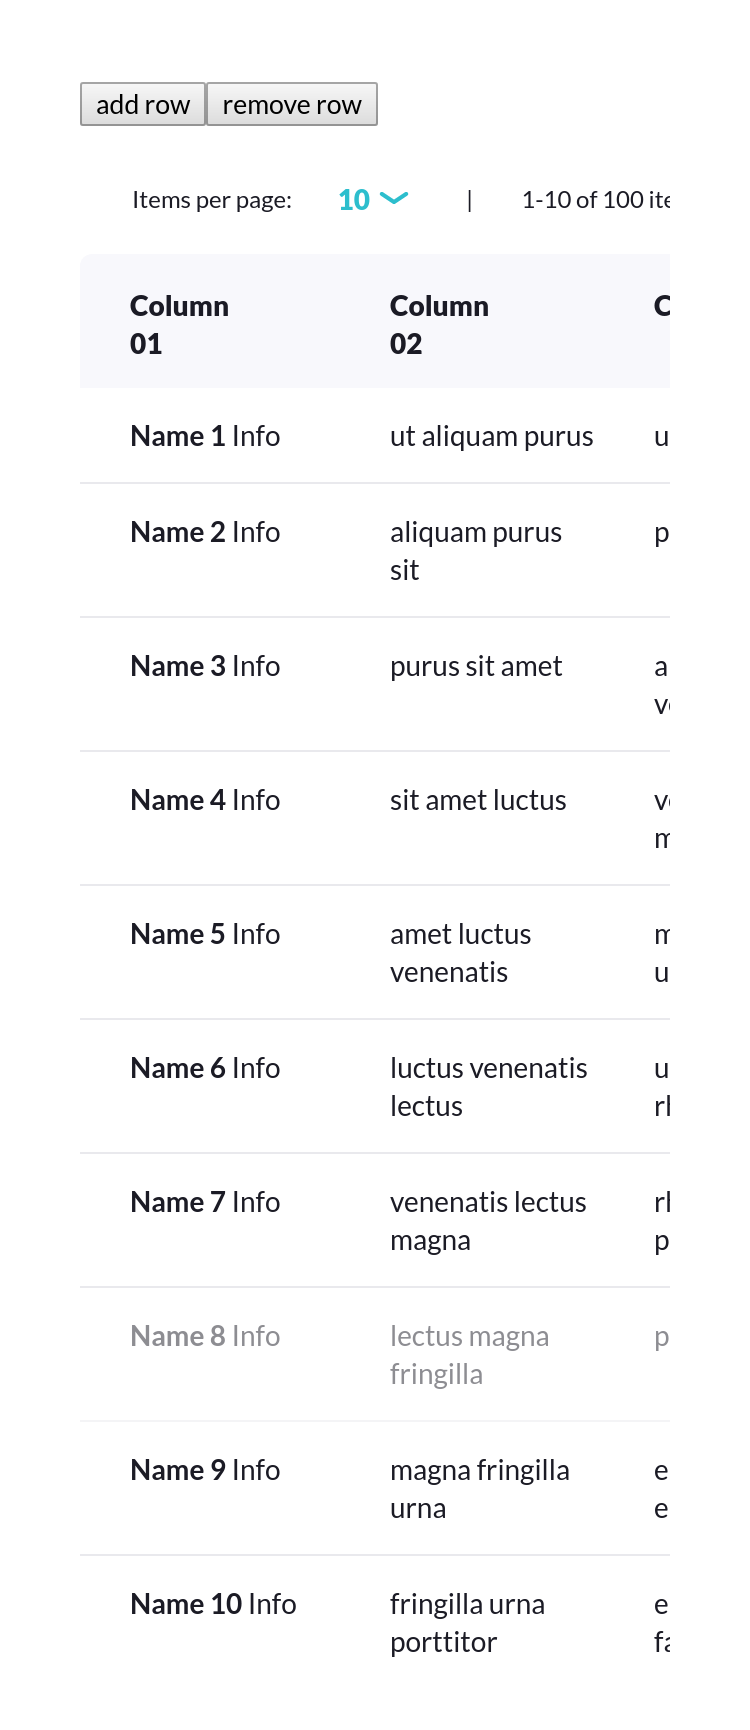 add row remove row
Items per page: 10 | 1-10 of 100
Column Column
01 02
Name 1 Info ut aliquam purus
Name 2 Info aliquam purus
sit
Name 3 Info purus sit amet
Name 4 Info sit amet luctus
Name 5 Info amet luctus
venenatis
Name 6 Info luctus venenatis
lectus
Name 7 Info venenatis lectus
magna
Name 8 Info lectus magna
fringilla
Name 9 Info magna fringilla
urna
Name 10 Info fringilla urna
porttitor